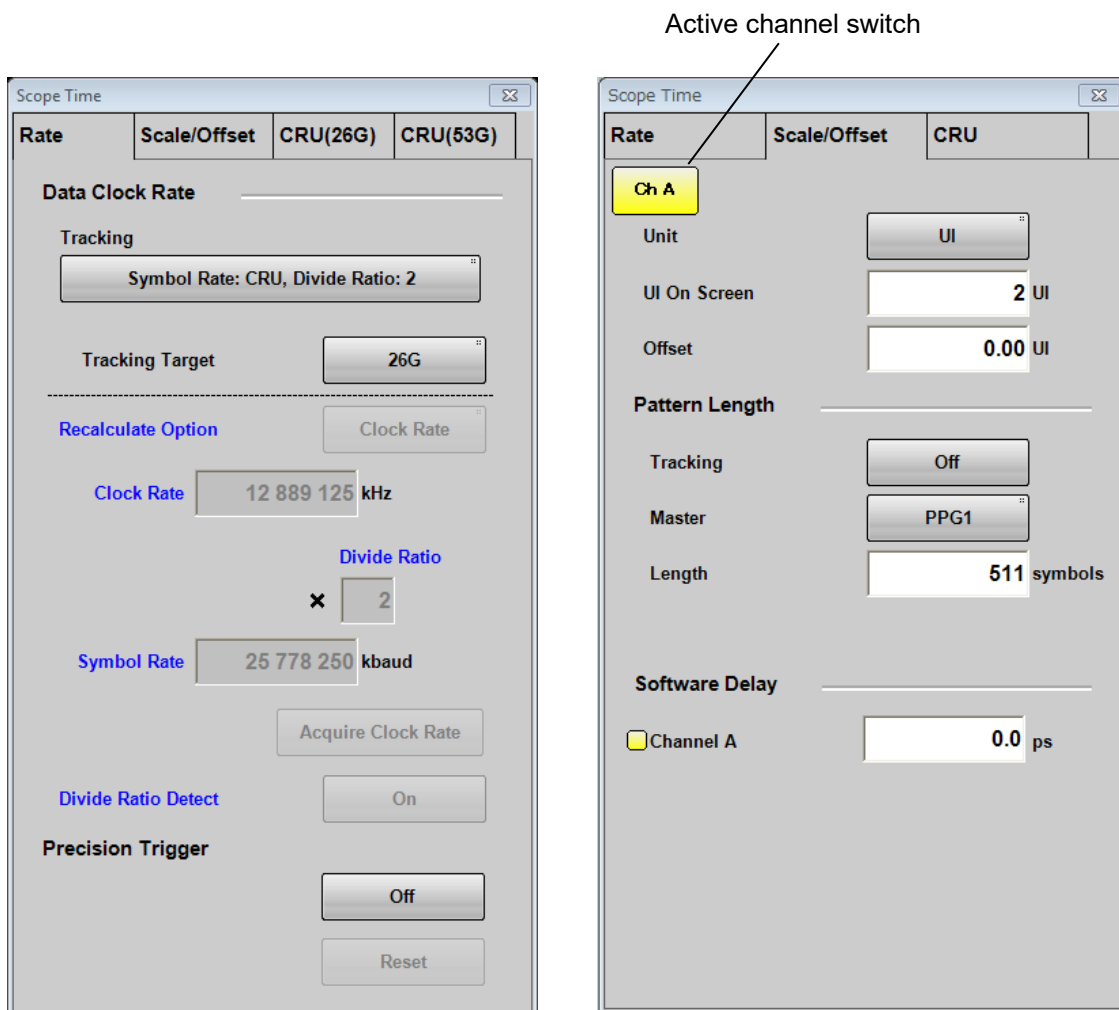 Active channel switch
Scope Time
Rate Scale/Offset CRU(26G) CRU(53G)
Data Clock Rate
Tracking
Symbol Rate: CRU, Divide Ratio: 2
Tracking Target 26G
Recalculate Option Clock Rate
Clock Rate 12 889 125 kHz
Divide Ratio
× 2
Symbol Rate 25 778 250 kbaud
Acquire Clock Rate
Divide Ratio Detect On
Precision Trigger
Off
Reset
Scope Time
Rate Scale/Offset CRU
Ch A
Unit UI
UI On Screen 2 UI
Offset 0.00 UI
Pattern Length
Tracking Off
Master PPG1
Length 511 symbols
Software Delay
Channel A 0.0 ps